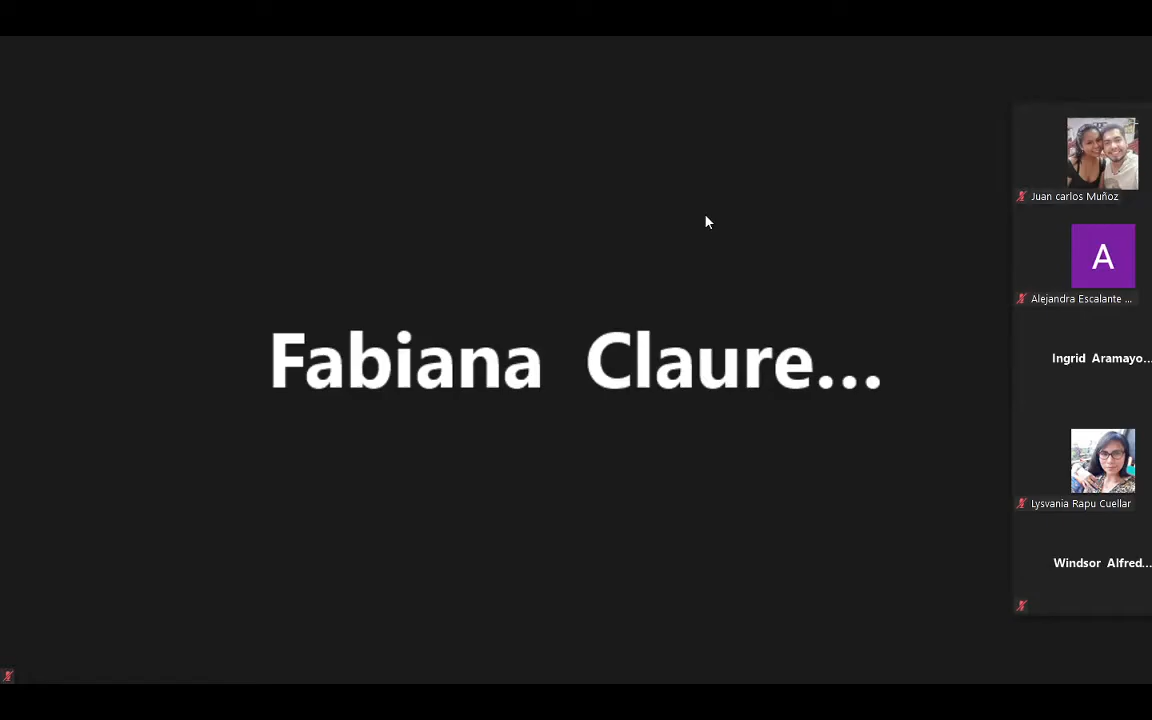 Fabiana Claure...
Juan carlos Muñoz
A
Alejandra Escalante ...
Ingrid Aramayo...
Lysvania Rapu Cuellar
Windsor Alfred...